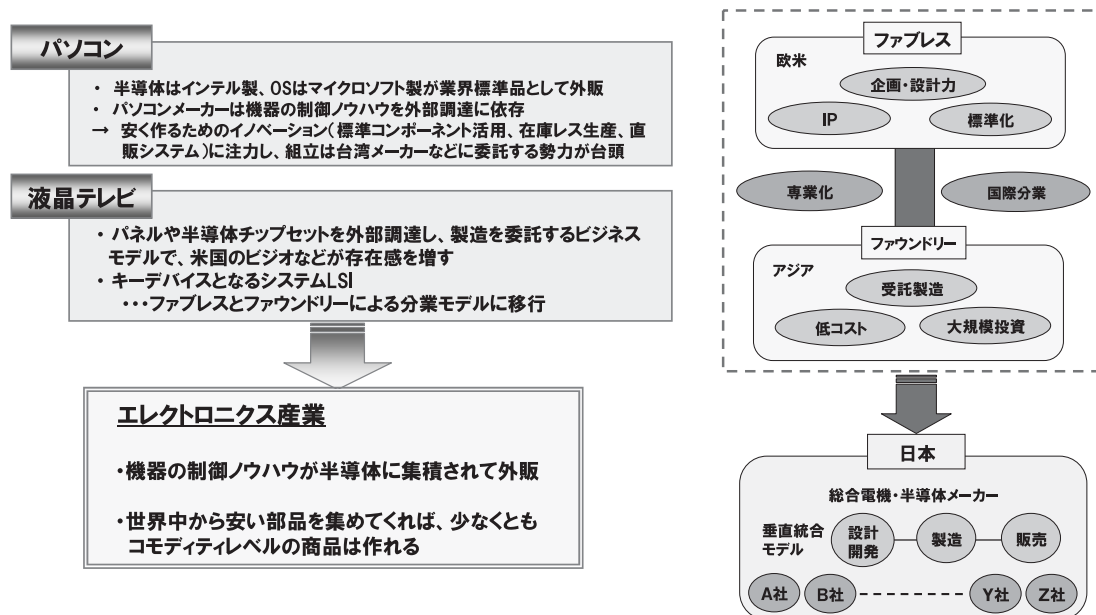 パソコン
・ 半導体はインテル製、OSはマイクロソフト製が業界標準品として外販
・ パソコンメーカーは機器の制御ノウハウを外部調達に依存
→ 安く作るためのイノベーション(標準コンポーネント活用、在庫レス生産、直
販システム)に注力し、組立は台湾メーカーなどに委託する勢力が台頭
液晶テレビ
・ パネルや半導体チップセットを外部調達し、製造を委託するビジネス
モデルで、米国のビジオなどが存在感を増す
・ キーデバイスとなるシステムLSI
・・・ファブレスとファウンドリーによる分業モデルに移行
エレクトロニクス産業
・機器の制御ノウハウが半導体に集積されて外販
・世界中から安い部品を集めてくれば、少なくとも
コモディティレベルの商品は作れる
ファブレス
欧米
企画・設計力
IP
標準化
専業化
国際分業
ファウンドリー
アジア
受託製造
低コスト
大規模投資
日本
総合電機・半導体メーカー
垂直統合
モデル
設計
開発
製造
販売
A社
B社
Y社
Z社